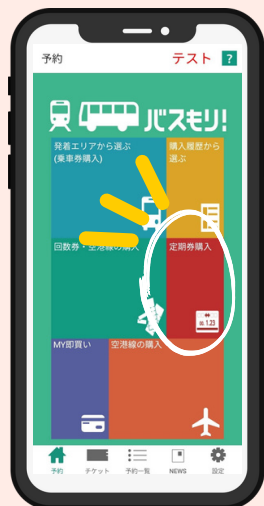 予約
テスト
?
バスもり!
発着エリアから選ぶ
(乗車券購入)
購入履歴から
選ぶ
回数券・空港線の購入
定期券購入
1.23
MY即買い
空港線の購入
予約
チケット
予約一覧
NEWS
設定